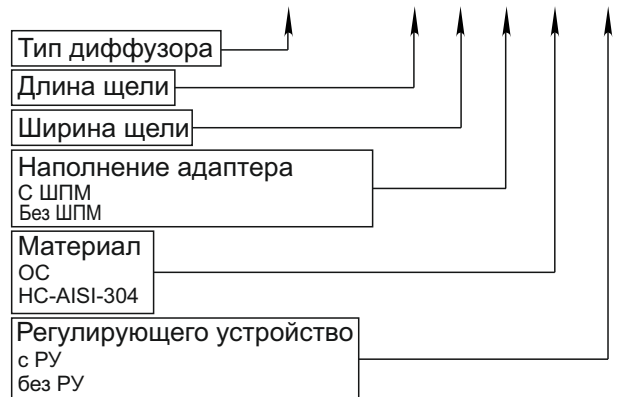 Тип диффузора
Длина щели
Ширина щели
Наполнение адаптера
С ШПМ
Без ШПМ
Материал
ОС
НС-AISI-304
Регулирующего устройство
с РУ
без РУ